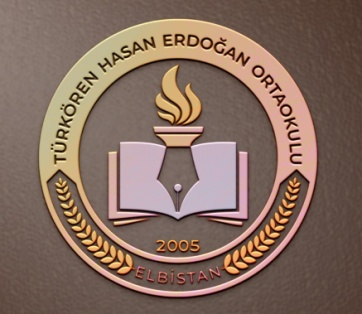 TÜRKÖREN HASAN ERDOĞAN ORTAOKULU
2005
ELBİSTAN